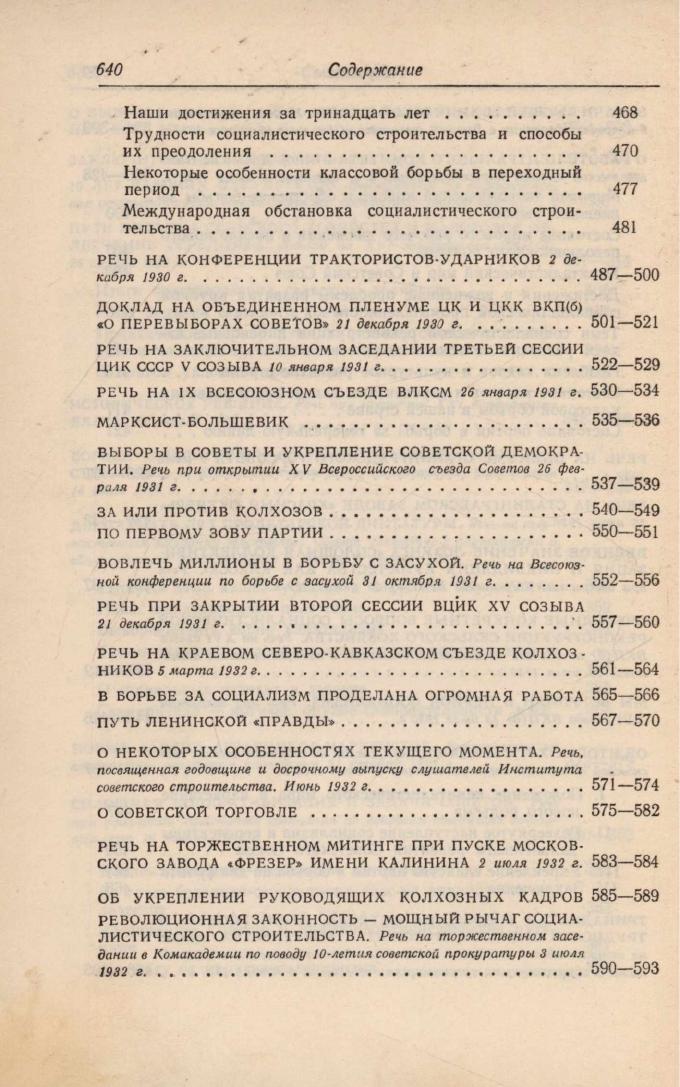 640 Содержание
Наши достижения за тринадцать лет . . . . . . . . . . 468
Трудности социалистического строительства и способы
их преодоления . . . . . . . . . . . . . . . . . . . . . . 470
Некоторые особенности классовой борьбы в переходный
период . . . . . . . . . . . . . . . . . . . . . . . . . . 477
Международная обстановка социалистического строи-
тельства . . . . . . . . . . . . . . . . . . . . . . . . . . 481
РЕЧЬ НА КОНФЕРЕНЦИИ ТРАКТОРИСТОВ-УДАРНИКОВ 2 де-
кабря 1930 г. . . . . . . . . . . . . . . . . . . . . . . . . . 487—500
ДОКЛАД НА ОБЪЕДИНЕННОМ ПЛЕНУМЕ ЦК И ЦКК ВКП(б)
«О ПЕРЕВЫБОРАХ СОВЕТОВ» 21 декабря 1930 г. . . . . . . . . . 501—521
РЕЧЬ НА ЗАКЛЮЧИТЕЛЬНОМ ЗАСЕДАНИИ ТРЕТЬЕЙ СЕССИИ
ЦИК СССР V СОЗЫВА 10 января 1931 г. . . . . . . . . . . . . . . . 522—529
РЕЧЬ НА IX ВСЕСОЮЗНОМ СЪЕЗДЕ ВЛКСМ 26 января 1931 г. 530—534
МАРКСИСТ-БОЛЬШЕВИК . . . . . . . . . . . . . . . . . . . . . 535—536
ВЫБОРЫ В СОВЕТЫ И УКРЕПЛЕНИЕ СОВЕТСКОЙ ДЕМОКРА-
ТИИ. Речь при открытии XV Всероссийского съезда Советов 26 фев-
раля 1931 г. . . . . . . . . . . . . . . . . . . . . . . . . . . 537—539
ЗА ИЛИ ПРОТИВ КОЛХОЗОВ . . . . . . . . . . . . . . . . . . . 540—549
ПО ПЕРВОМУ ЗОВУ ПАРТИИ . . . . . . . . . . . . . . . . . . . 550—551
ВОВЛЕЧЬ МИЛЛИОНЫ В БОРЬБУ С ЗАСУХОЙ. Речь на Всесоюз-
ной конференции по борьбе с засухой 31 октября 1931 г. . . . . . . . 552—556
РЕЧЬ ПРИ ЗАКРЫТИИ ВТОРОЙ СЕССИИ ВЦИК XV СОЗЫВА
21 декабря 1931 г. . . . . . . . . . . . . . . . . . . . . . . . 557—560
РЕЧЬ НА КРАЕВОМ СЕВЕРО-КАВКАЗСКОМ СЪЕЗДЕ КОЛХОЗ-
НИКОВ 5 марта 1932 г. . . . . . . . . . . . . . . . . . . . . . . 561—564
В БОРЬБЕ ЗА СОЦИАЛИЗМ ПРОДЕЛАНА ОГРОМНАЯ РАБОТА 565—566
ПУТЬ ЛЕНИНСКОЙ «ПРАВДЫ» . . . . . . . . . . . . . . . . . . 567—570
О НЕКОТОРЫХ ОСОБЕННОСТЯХ ТЕКУЩЕГО МОМЕНТА. Речь,
посвященная годовщине и досрочному выпуску слушателей Института
советского строительства. Июнь 1932 г. . . . . . . . . . . . . . . . 571—574
О СОВЕТСКОЙ ТОРГОВЛЕ . . . . . . . . . . . . . . . . . . . . 575—582
РЕЧЬ НА ТОРЖЕСТВЕННОМ МИТИНГЕ ПРИ ПУСКЕ МОСКОВ-
СКОГО ЗАВОДА «ФРЕЗЕР» ИМЕНИ КАЛИНИНА 2 июля 1932 г. 583—584
ОБ УКРЕПЛЕНИИ РУКОВОДЯЩИХ КОЛХОЗНЫХ КАДРОВ 585—589
РЕВОЛЮЦИОННАЯ ЗАКОННОСТЬ — МОЩНЫЙ РЫЧАГ СОЦИА-
ЛИСТИЧЕСКОГО СТРОИТЕЛЬСТВА. Речь на торжественном засе-
дании в Комакадемии по поводу 10-летия советской прокуратуры 3 июля
1932 г. . . . . . . . . . . . . . . . . . . . . . . . . . . . . . 590—593